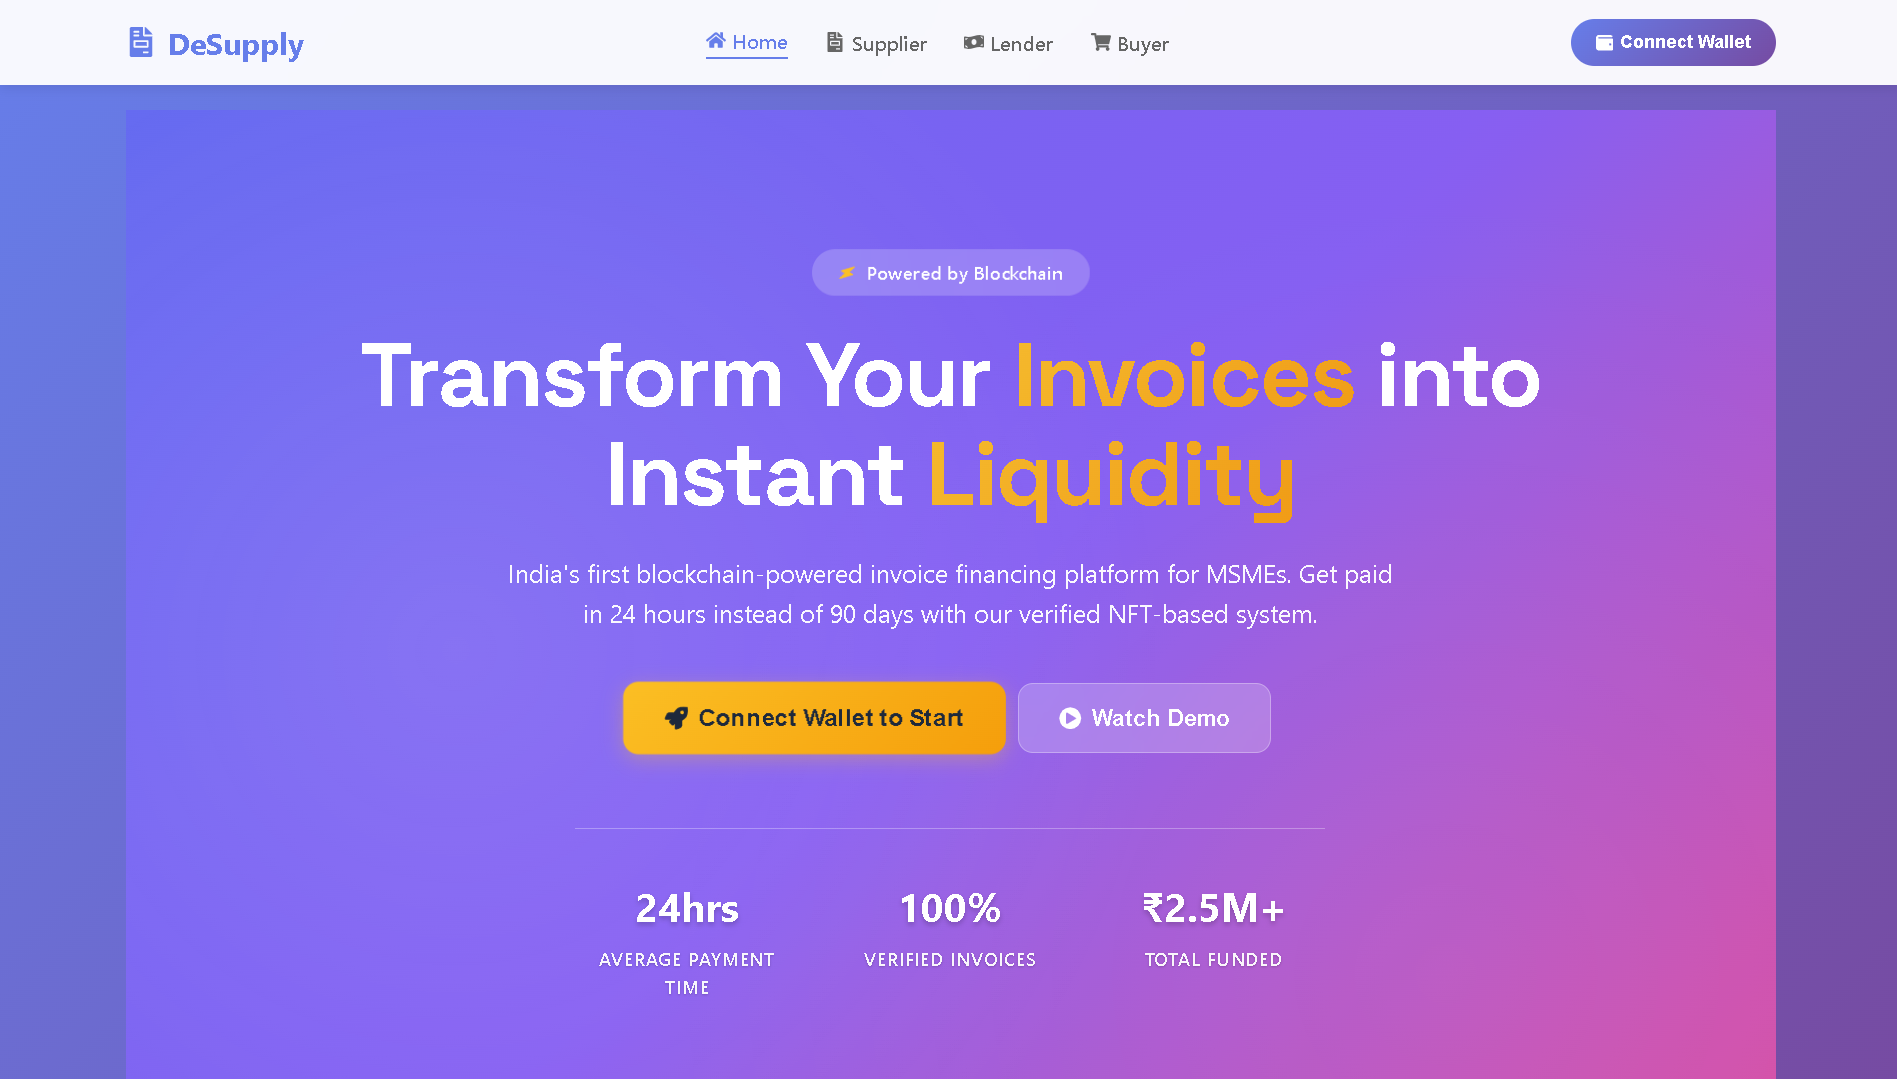 DeSupply
Home
Supplier
Lender
Buyer
Connect Wallet
Powered by Blockchain
Transform Your Invoices into
Instant Liquidity
India's first blockchain-powered invoice financing platform for MSMEs. Get paid
in 24 hours instead of 90 days with our verified NFT-based system.
Connect Wallet to Start
Watch Demo
24hrs
AVERAGE PAYMENT
TIME
100%
VERIFIED INVOICES
₹2.5M+
TOTAL FUNDED